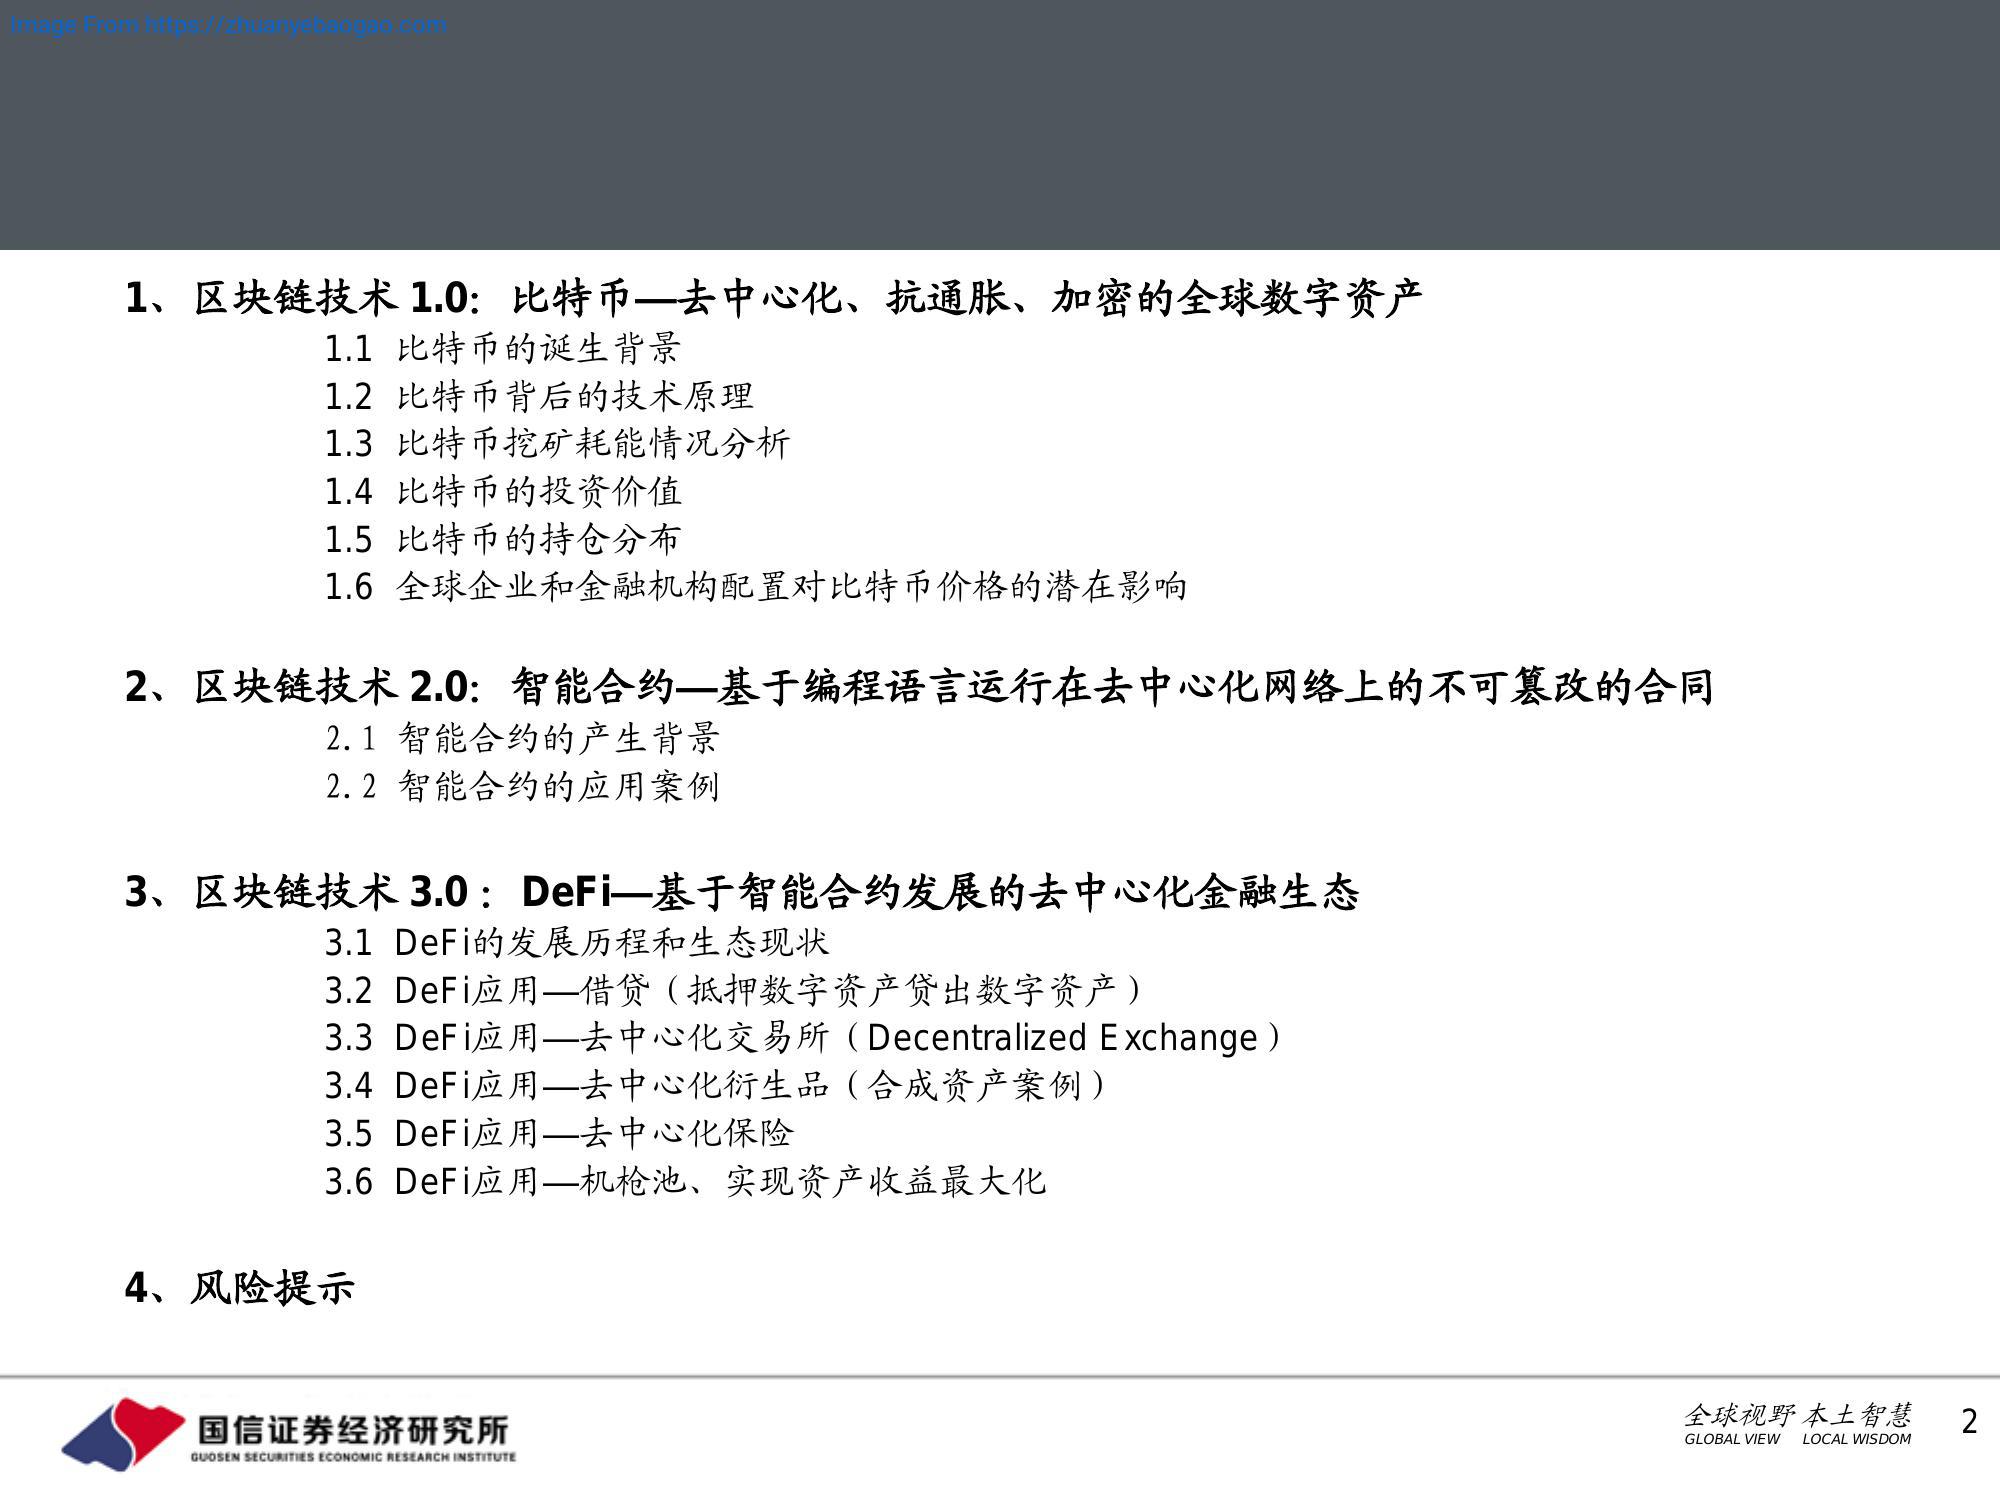 Image From https://zhuanyebaogao.com
1、区块链技术 1.0：比特币—去中心化、抗通胀、加密的全球数字资产
1.1 比特币的诞生背景
1.2 比特币背后的技术原理
1.3 比特币挖矿耗能情况分析
1.4 比特币的投资价值
1.5 比特币的持仓分布
1.6 全球企业和金融机构配置对比特币价格的潜在影响
2、区块链技术 2.0：智能合约—基于编程语言运行在去中心化网络上的不可篡改的合同
2.1 智能合约的产生背景
2.2 智能合约的应用案例
3、区块链技术 3.0：DeFi—基于智能合约发展的去中心化金融生态
3.1 DeFi的发展历程和生态现状
3.2 DeFi应用—借贷（抵押数字资产贷出数字资产）
3.3 DeFi应用—去中心化交易所（Decentralized Exchange）
3.4 DeFi应用—去中心化衍生品（合成资产案例）
3.5 DeFi应用—去中心化保险
3.6 DeFi应用—机枪池、实现资产收益最大化
4、风险提示
国信证券经济研究所
GUOSEN SECURITIES ECONOMIC RESEARCH INSTITUTE
全球视野 本土智慧
GLOBAL VIEW LOCAL WISDOM
2